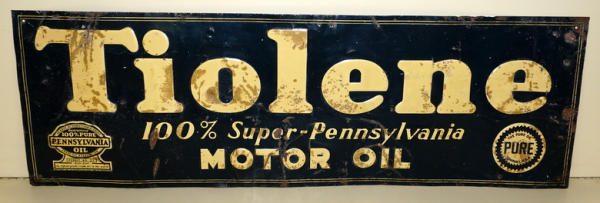 Tiolene
100% Super-Pennsylvania
MOTOR OIL
100% PURE
PENNSYLVANIA
OIL
PURE